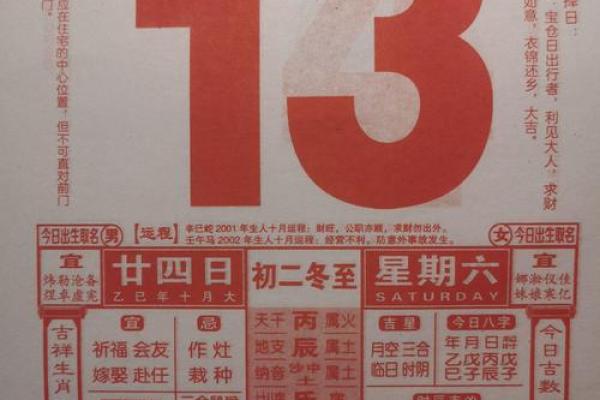 13
应在住宅的中心位置，但不可直对前门
门。
择日：
宝仓日出行者，利见大人，求财
如意，衣锦还乡，大吉。
今日出生取名 男
【运程】
辛巳蛇2001年生人十月运程：财旺，公职亦顺，求财勿出外。
壬午马2002年生人十月运程：经营不利，防意外事故发生。
女 今日出生取名
宜
炜勒沧备
煜卓虚宪
廿四日
乙巳年十月大
初二冬至
星期六
SATURDAY
宜
娜淞仪佳
妹娘寒亿
吉祥生肖
宜
祈福 会友
嫁娶 赴任
忌
作灶
栽种
天干 丙 属火
地支 辰 属土
纳音 沙中土 属土
吉星
月空 三合
临日 时阴
今日八字
年月日时
乙戊丙戊
巳子辰子
今日吉数